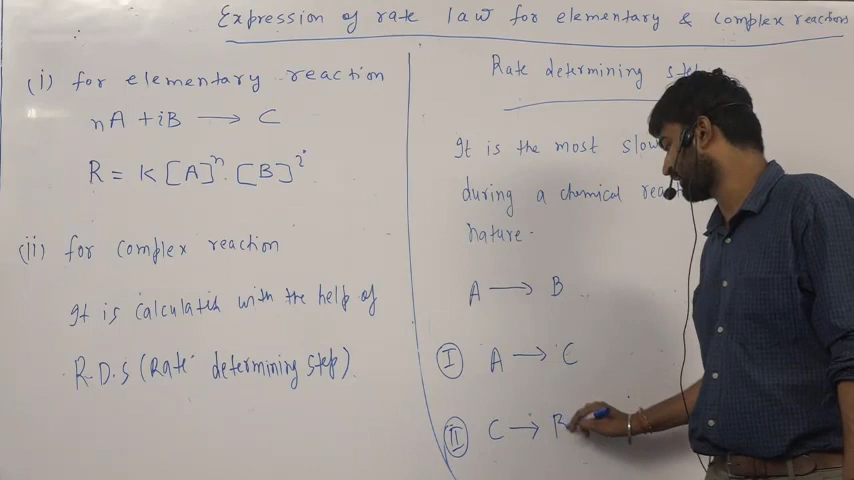 Expression of rate law for elementary & complex reactions
(i) for elementary reaction
nA + iB → C
R = K [A]ⁿ . [B]ⁱ
(ii) for complex reaction
It is calculated with the help of
R.D.S (Rate determining step)
Rate determining step
It is the most slow
during a chemical
nature.
A → B
I A → C
II C → B